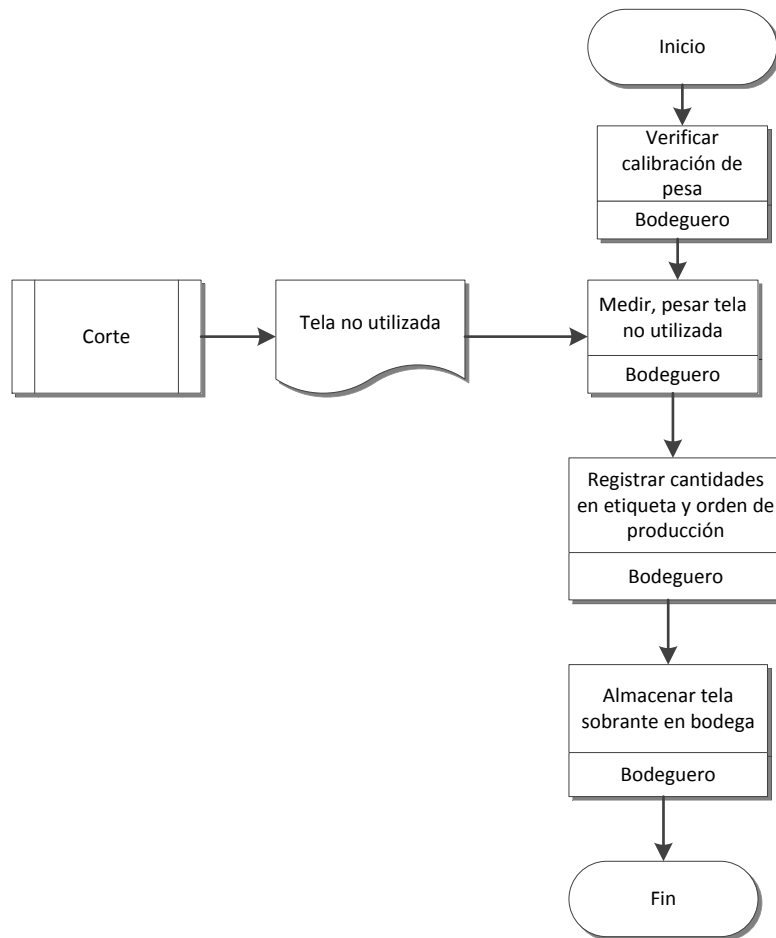 Inicio
Verificar
calibración de
pesa
Bodeguero
Corte
Tela no utilizada
Medir, pesar tela
no utilizada
Bodeguero
Registrar cantidades
en etiqueta y orden de
producción
Bodeguero
Almacenar tela
sobrante en bodega
Bodeguero
Fin